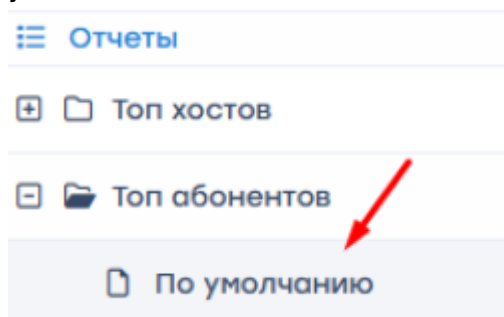 Отчеты
Топ хостов
Топ абонентов
По умолчанию